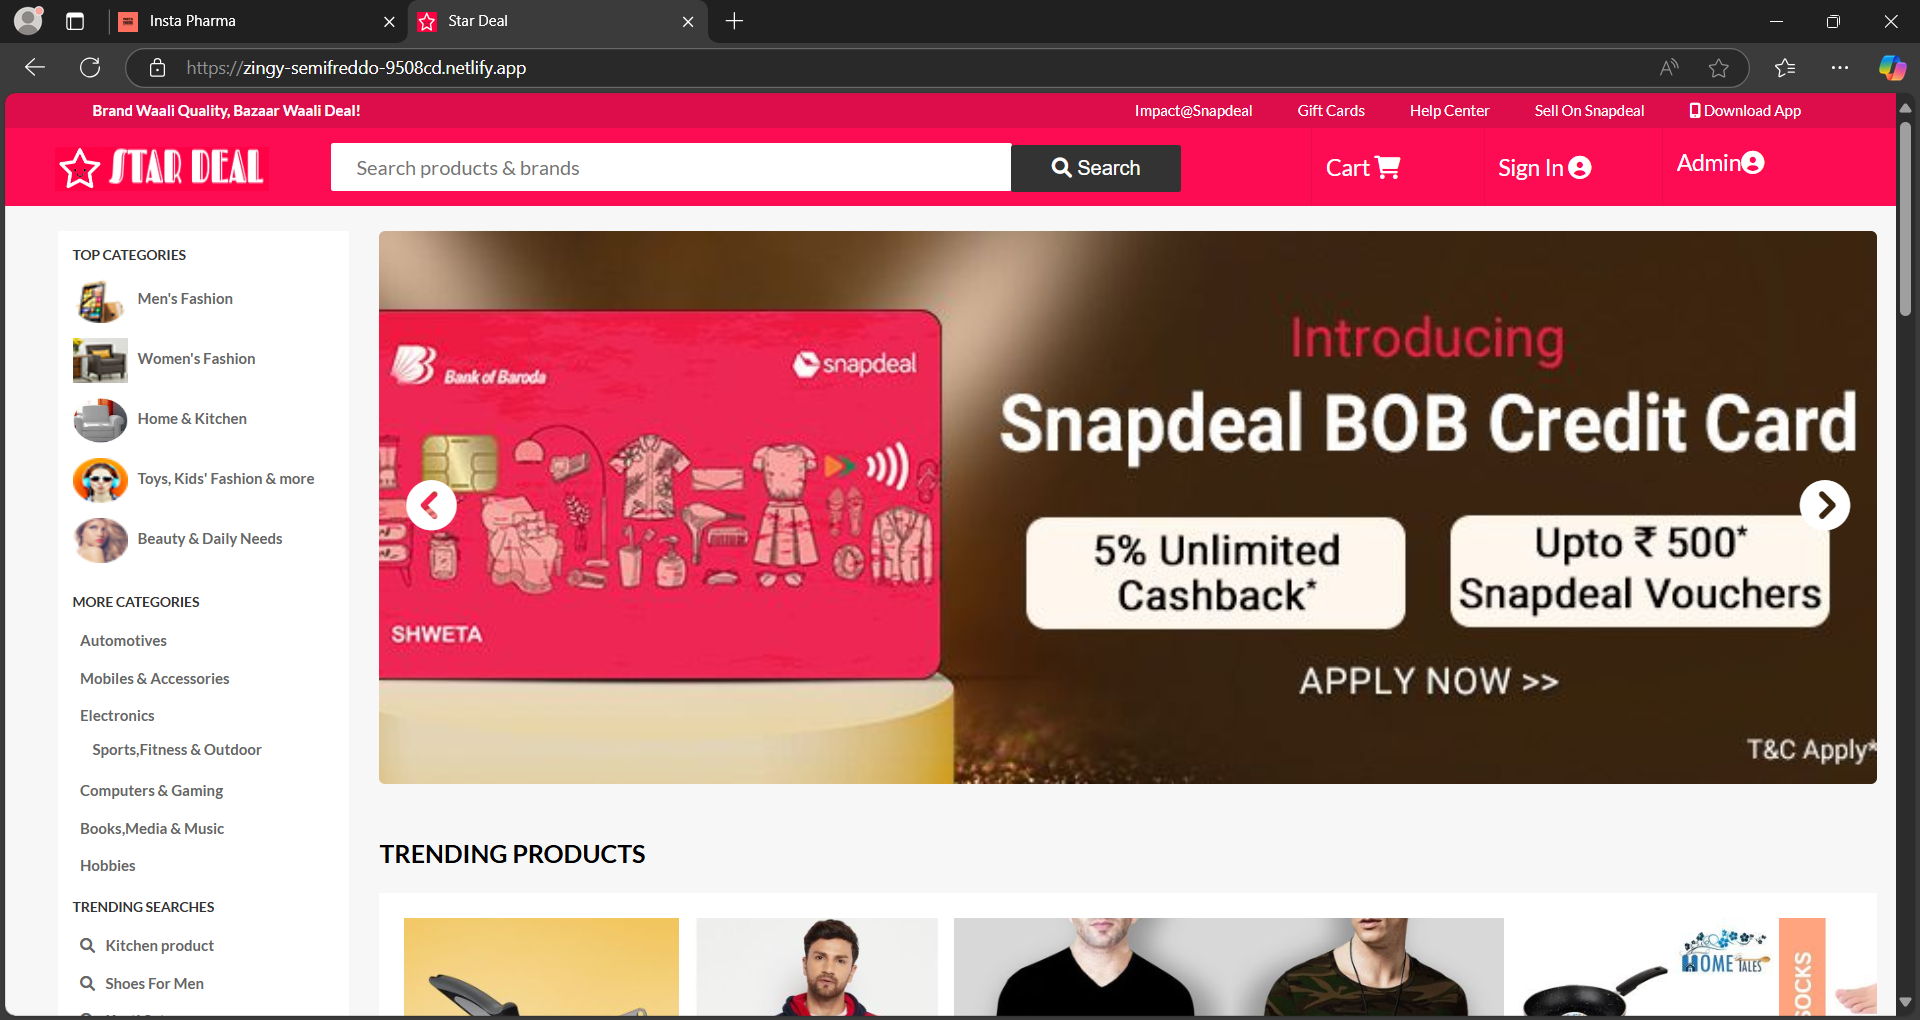 Insta Pharma
Star Deal
https://zingy-semifreddo-9508cd.netlify.app
Brand Waali Quality, Bazaar Waali Deal!
Impact@Snapdeal
Gift Cards
Help Center
Sell On Snapdeal
Download App
STAR DEAL
Search products & brands
Search
Cart
Sign In
Admin
TOP CATEGORIES
Men's Fashion
Women's Fashion
Home & Kitchen
Toys, Kids' Fashion & more
Beauty & Daily Needs
MORE CATEGORIES
Automotives
Mobiles & Accessories
Electronics
Sports,Fitness & Outdoor
Computers & Gaming
Books,Media & Music
Hobbies
TRENDING SEARCHES
Kitchen product
Shoes For Men
Bank of Baroda
snapdeal
SHWETA
Introducing
Snapdeal BOB Credit Card
5% Unlimited
Cashback*
Upto ₹ 500*
Snapdeal Vouchers
APPLY NOW >>
T&C Apply*
TRENDING PRODUCTS
HOME TALES
SOCKS